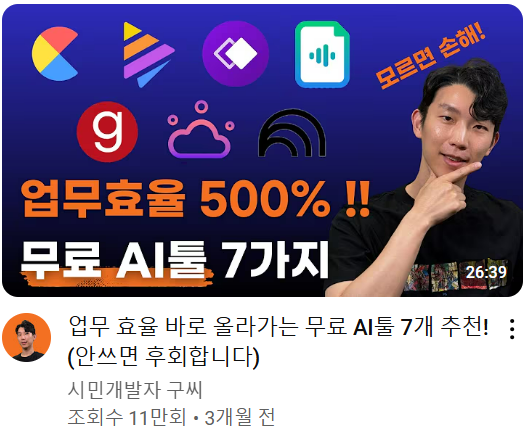 모르면 손해!
g
업무효율 500% !!
무료 AI툴 7가지
26:39
업무 효율 바로 올라가는 무료 AI툴 7개 추천!
(안쓰면 후회합니다)
시민개발자 구씨
조회수 11만회 • 3개월 전